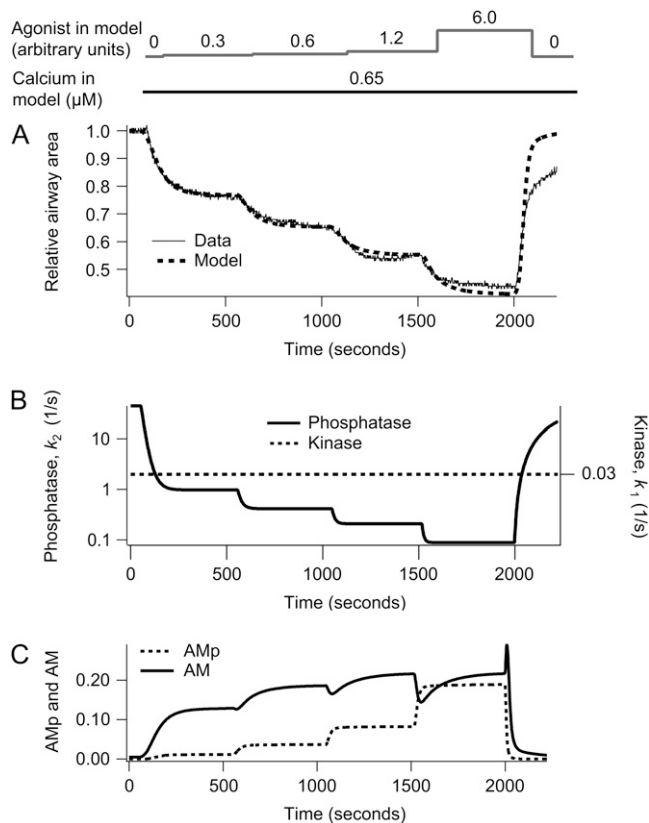 Agonist in model
(arbitrary units)
0 0.3 0.6 1.2 6.0 0
Calcium in
model (μM)
0.65
A
Relative airway area
1.0
0.9
0.8
0.7
0.6
0.5
Data
Model
0 500 1000 1500 2000
Time (seconds)
B
Phosphatase, k2 (1/s)
10
1
0.1
Phosphatase
Kinase
0.03
Kinase, k1 (1/s)
0 500 1000 1500 2000
Time (seconds)
C
AMp and AM
0.20
0.10
0.00
AMp
AM
0 500 1000 1500 2000
Time (seconds)